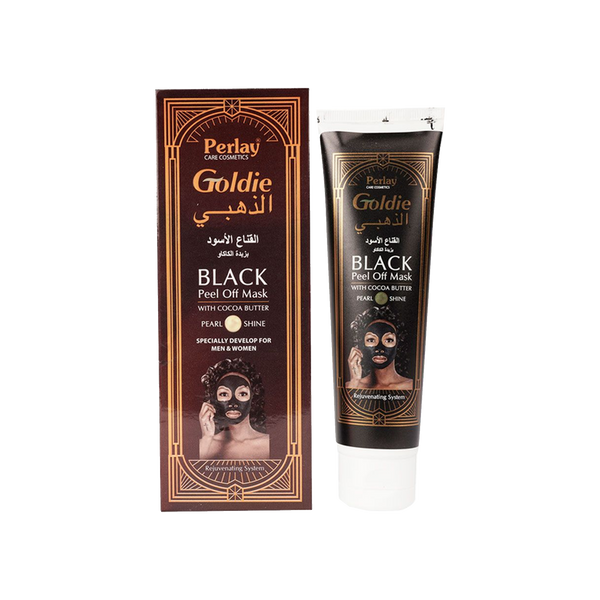 Perlay
CARE COSMETICS
Goldie
الذهبي
القناع الأسود
بزبدة الكاكاو
BLACK
Peel Off Mask
WITH COCOA BUTTER
PEARL SHINE
SPECIALLY DEVELOP FOR
MEN & WOMEN
Rejuvenating System
Perlay
CARE COSMETICS
Goldie
الذهبي
القناع الأسود
بزبدة الكاكاو
BLACK
Peel Off Mask
WITH COCOA BUTTER
PEARL SHINE
Rejuvenating System